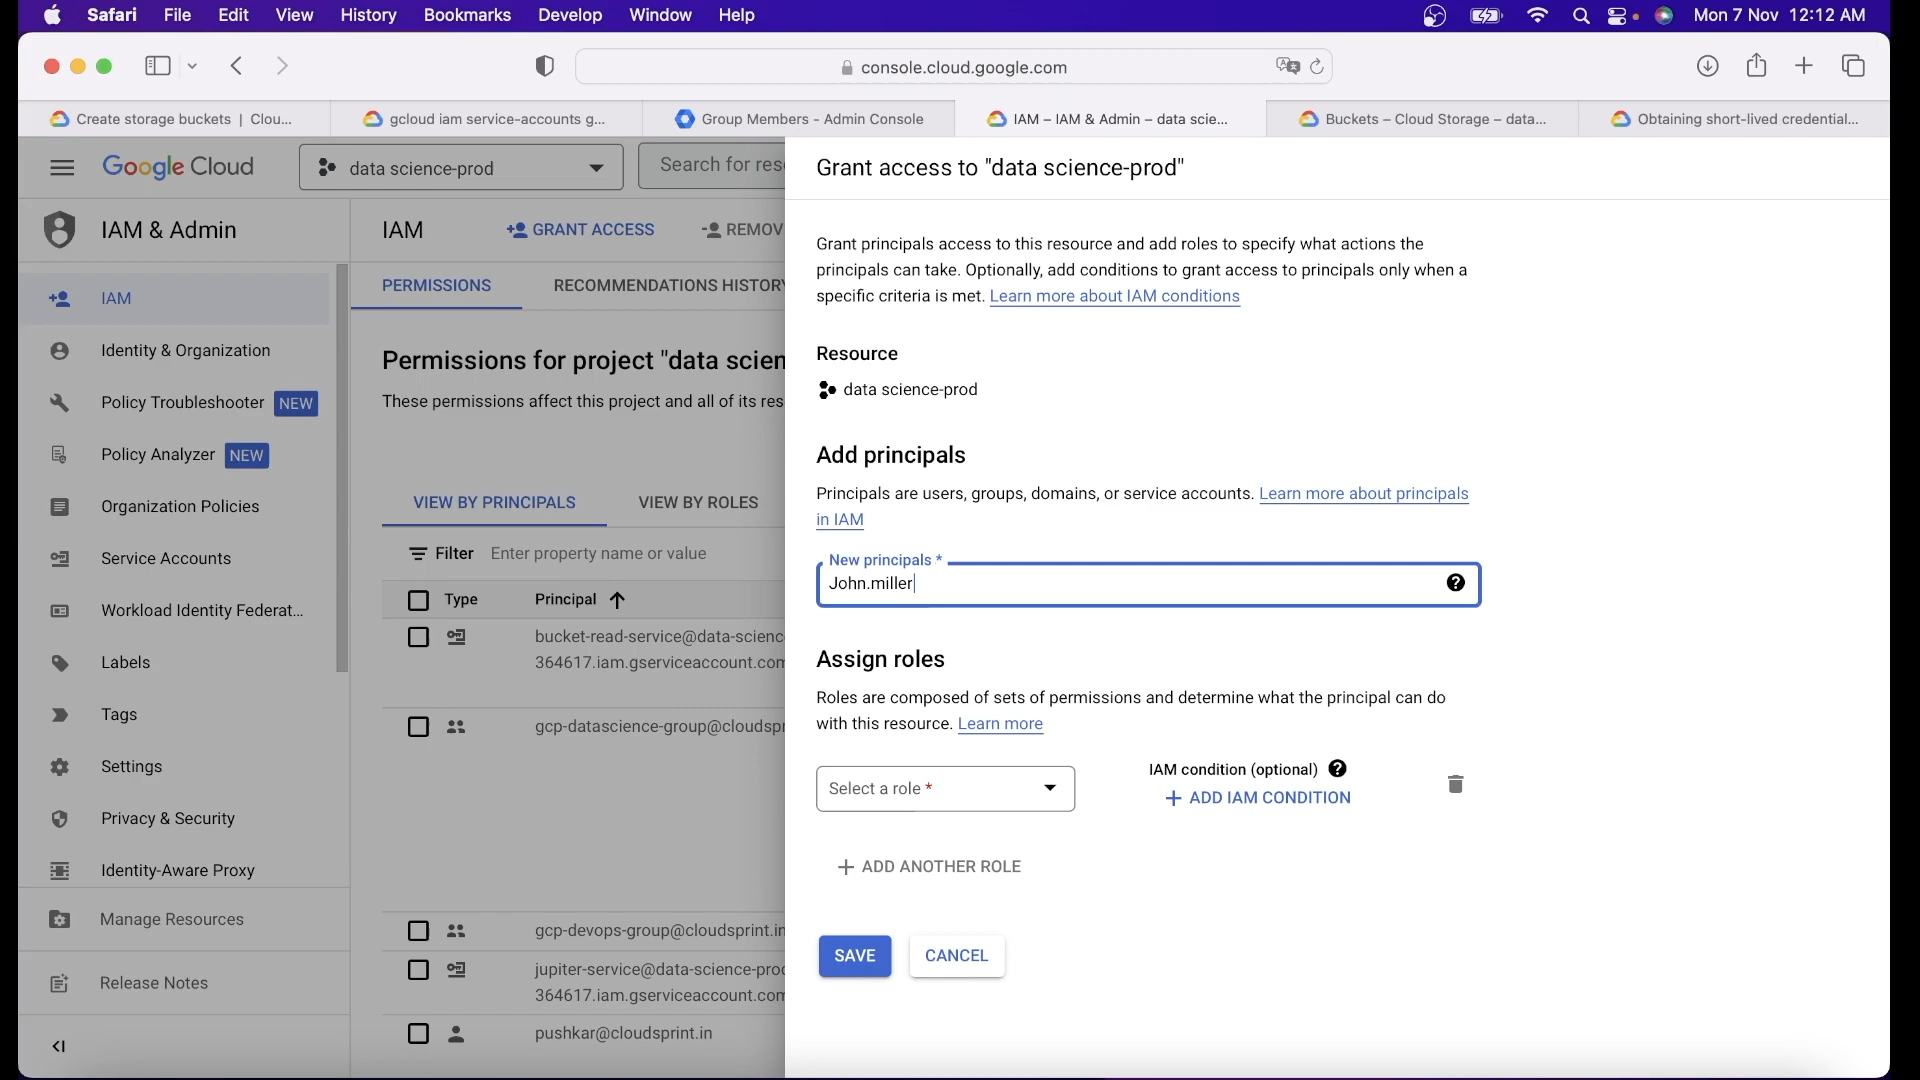 Safari File Edit View History Bookmarks Develop Window Help Mon 7 Nov 12:12 AM
console.cloud.google.com
Create storage buckets | Clou... gcloud iam service-accounts g... Group Members - Admin Console IAM – IAM & Admin – data scie... Buckets – Cloud Storage – data... Obtaining short-lived credential...
Google Cloud data science-prod Search for res
IAM & Admin
IAM
Identity & Organization
Policy Troubleshooter NEW
Policy Analyzer NEW
Organization Policies
Service Accounts
Workload Identity Federat...
Labels
Tags
Settings
Privacy & Security
Identity-Aware Proxy
Manage Resources
Release Notes
IAM GRANT ACCESS REMOV
PERMISSIONS RECOMMENDATIONS HISTORY
Permissions for project "data scien
These permissions affect this project and all of its res
VIEW BY PRINCIPALS VIEW BY ROLES
Filter Enter property name or value
Type Principal
bucket-read-service@data-science
364617.iam.gserviceaccount.com
gcp-datascience-group@cloudspr
gcp-devops-group@cloudsprint.in
jupiter-service@data-science-prod
364617.iam.gserviceaccount.com
pushkar@cloudsprint.in
Grant access to "data science-prod"
Grant principals access to this resource and add roles to specify what actions the
principals can take. Optionally, add conditions to grant access to principals only when a
specific criteria is met. Learn more about IAM conditions
Resource
data science-prod
Add principals
Principals are users, groups, domains, or service accounts. Learn more about principals
in IAM
New principals *
John.miller
Assign roles
Roles are composed of sets of permissions and determine what the principal can do
with this resource. Learn more
Select a role *
IAM condition (optional)
+ ADD IAM CONDITION
+ ADD ANOTHER ROLE
SAVE CANCEL